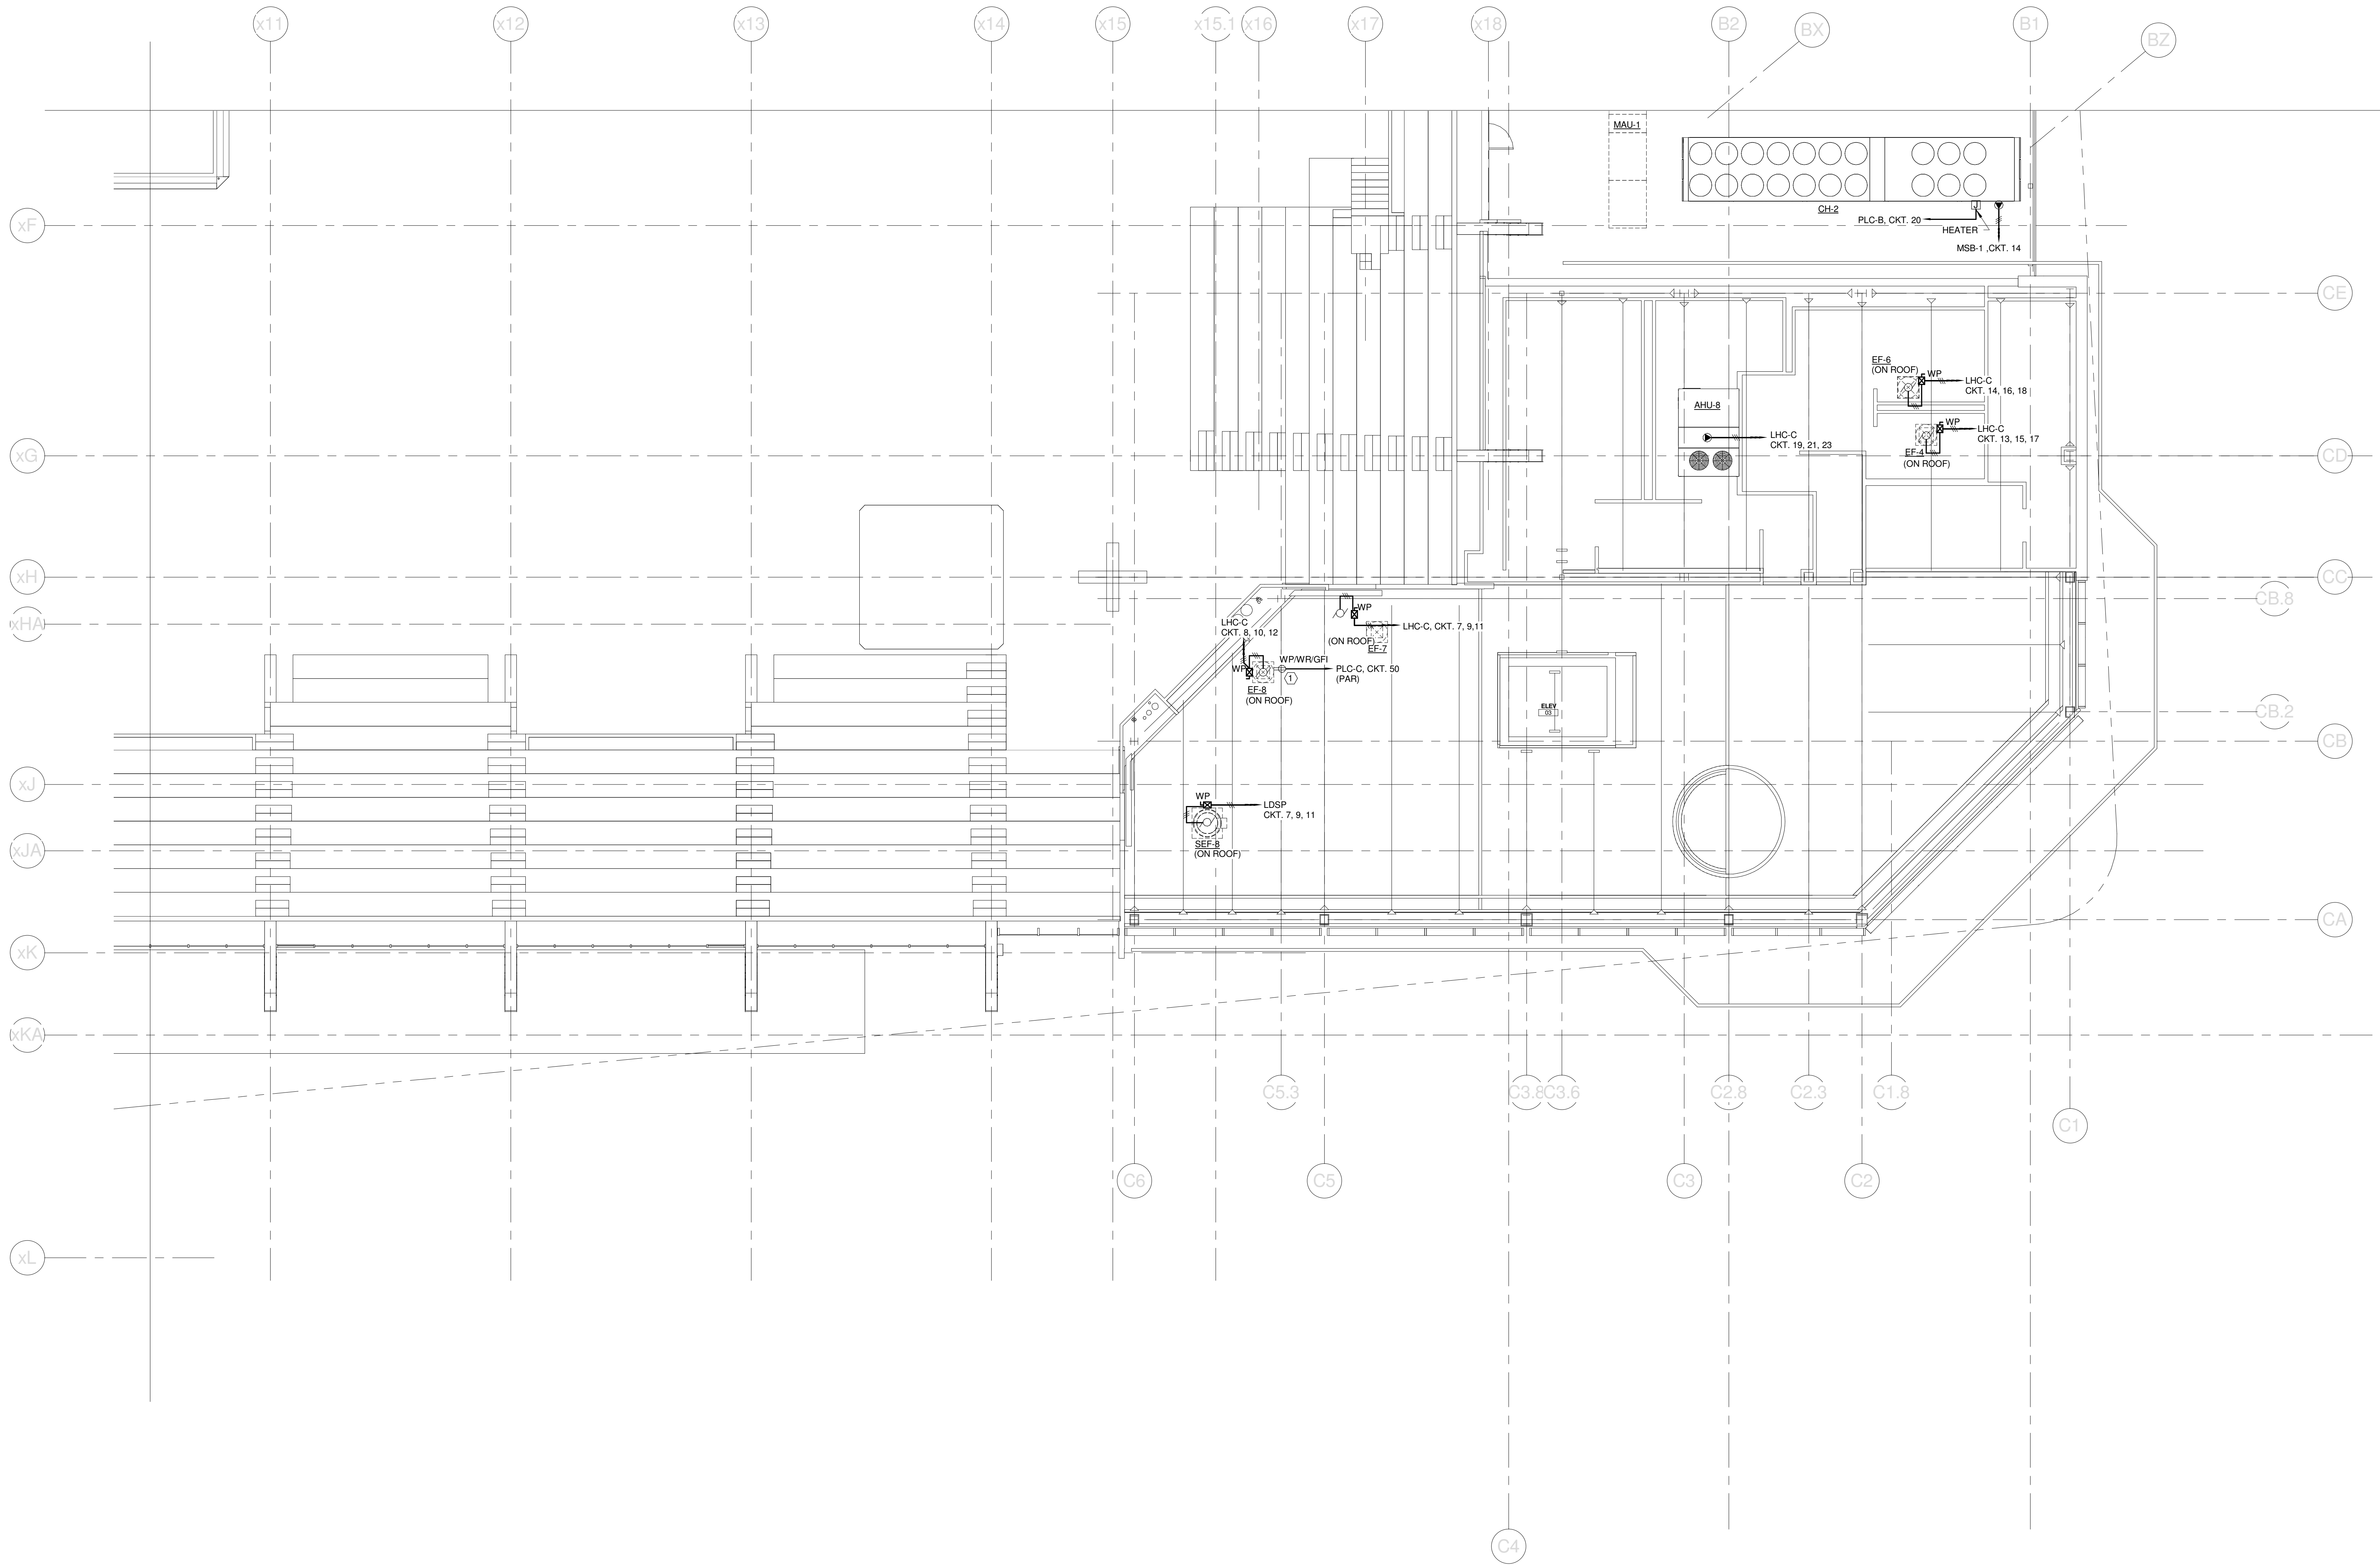 x11
x12
x13
x14
x15
x15.1
x16
x17
x18
B2
BX
B1
BZ
MAU-1
CH-2
PLC-B, CKT. 20
HEATER
J
MSB-1 ,CKT. 14
xF
CE
EF-6
(ON ROOF)
WP
LHC-C
CKT. 14, 16, 18
AHU-8
LHC-C
CKT. 19, 21, 23
WP
LHC-C
CKT. 13, 15, 17
EF-4
(ON ROOF)
xG
CD
xH
CC
CB.8
xHA
WP
LHC-C, CKT. 7, 9,11
(ON ROOF)
EF-7
LHC-C
CKT. 8, 10, 12
WP
WP/WR/GFI
1
PLC-C, CKT. 50
(PAR)
EF-8
(ON ROOF)
ELEV
03
CB.2
CB
xJ
WP
LDSP
CKT. 7, 9, 11
SEF-8
(ON ROOF)
xJA
CA
xK
xKA
C5.3
C3.8
C3.6
C2.8
C2.3
C1.8
C1
C6
C5
C3
C2
xL
C4